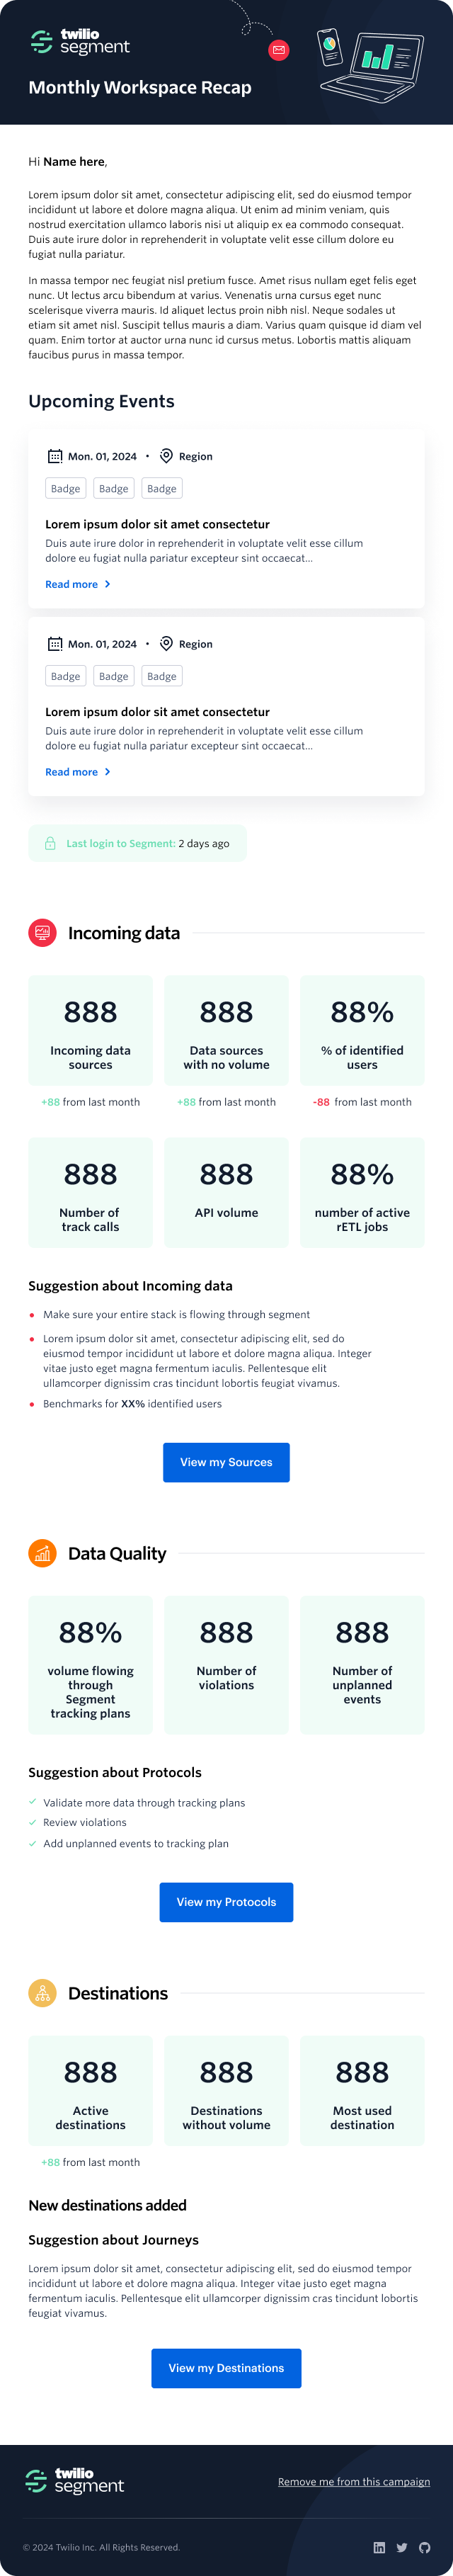 twilio
segment
Monthly Workspace Recap
Hi Name here,
Lorem ipsum dolor sit amet, consectetur adipiscing elit, sed do eiusmod tempor
incididunt ut labore et dolore magna aliqua. Ut enim ad minim veniam, quis
nostrud exercitation ullamco laboris nisi ut aliquip ex ea commodo consequat.
Duis aute irure dolor in reprehenderit in voluptate velit esse cillum dolore eu
fugiat nulla pariatur.
In massa tempor nec feugiat nisl pretium fusce. Amet risus nullam eget felis eget
nunc. Ut lectus arcu bibendum at varius. Venenatis urna cursus eget nunc
scelerisque viverra mauris. Id aliquet lectus proin nibh nisl. Neque sodales ut
etiam sit amet nisl. Suscipit tellus mauris a diam. Varius quam quisque id diam vel
quam. Enim tortor at auctor urna nunc id cursus metus. Lobortis mattis aliquam
faucibus purus in massa tempor.
Upcoming Events
Mon. 01, 2024 • Region
Badge Badge Badge
Lorem ipsum dolor sit amet consectetur
Duis aute irure dolor in reprehenderit in voluptate velit esse cillum
dolore eu fugiat nulla pariatur excepteur sint occaecat...
Read more
Mon. 01, 2024 • Region
Badge Badge Badge
Lorem ipsum dolor sit amet consectetur
Duis aute irure dolor in reprehenderit in voluptate velit esse cillum
dolore eu fugiat nulla pariatur excepteur sint occaecat...
Read more
Last login to Segment: 2 days ago
Incoming data
888
Incoming data
sources
+88 from last month
888
Data sources
with no volume
+88 from last month
88%
% of identified
users
-88 from last month
888
Number of
track calls
888
API volume
88%
number of active
rETL jobs
Suggestion about Incoming data
Make sure your entire stack is flowing through segment
Lorem ipsum dolor sit amet, consectetur adipiscing elit, sed do
eiusmod tempor incididunt ut labore et dolore magna aliqua. Integer
vitae justo eget magna fermentum iaculis. Pellentesque elit
ullamcorper dignissim cras tincidunt lobortis feugiat vivamus.
Benchmarks for XX% identified users
View my Sources
Data Quality
88%
volume flowing
through
Segment
tracking plans
888
Number of
violations
888
Number of
unplanned
events
Suggestion about Protocols
Validate more data through tracking plans
Review violations
Add unplanned events to tracking plan
View my Protocols
Destinations
888
Active
destinations
+88 from last month
888
Destinations
without volume
888
Most used
destination
New destinations added
Suggestion about Journeys
Lorem ipsum dolor sit amet, consectetur adipiscing elit, sed do eiusmod tempor
incididunt ut labore et dolore magna aliqua. Integer vitae justo eget magna
fermentum iaculis. Pellentesque elit ullamcorper dignissim cras tincidunt lobortis
feugiat vivamus.
View my Destinations
twilio
segment
Remove me from this campaign
© 2024 Twilio Inc. All Rights Reserved.